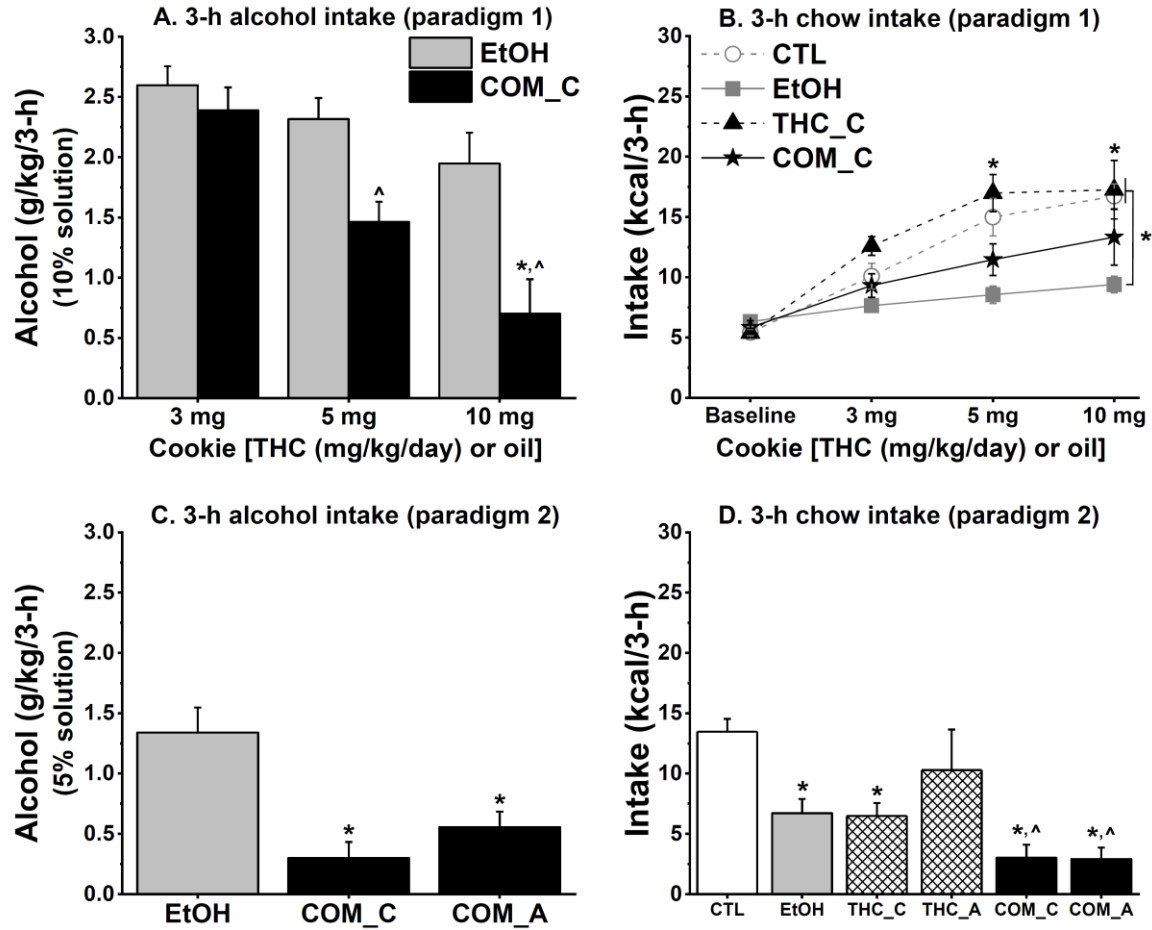 A. 3-h alcohol intake (paradigm 1)
Alcohol (g/kg/3-h)
(10% solution)
3.0
2.5
2.0
1.5
1.0
0.5
0.0
EtOH
COM_C
^
*,^
3 mg
5 mg
10 mg
Cookie [THC (mg/kg/day) or oil]
B. 3-h chow intake (paradigm 1)
Intake (kcal/3-h)
30
25
20
15
10
5
0
CTL
EtOH
THC_C
COM_C
*
*
*
Baseline
3 mg
5 mg
10 mg
Cookie [THC (mg/kg/day) or oil]
C. 3-h alcohol intake (paradigm 2)
Alcohol (g/kg/3-h)
(5% solution)
3.0
2.5
2.0
1.5
1.0
0.5
0.0
*
*
EtOH
COM_C
COM_A
D. 3-h chow intake (paradigm 2)
Intake (kcal/3-h)
30
25
20
15
10
5
0
*
*
*,^
*,^
CTL
EtOH
THC_C
THC_A
COM_C
COM_A